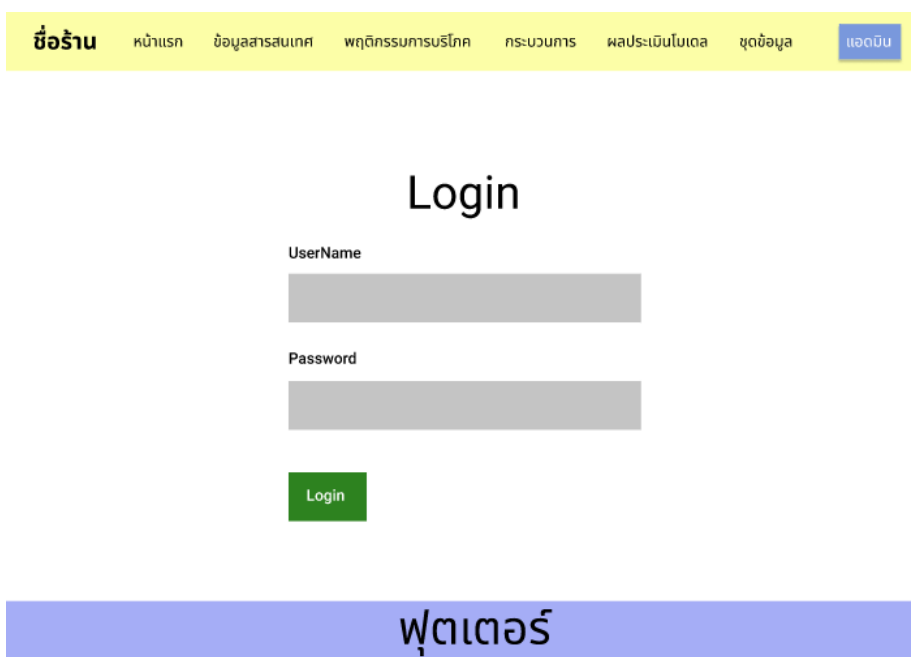 ชื่อร้าน หน้าแรก ข้อมูลสารสนเทศ พฤติกรรมการบริโภค กระบวนการ ผลประเมินโมเดล ชุดข้อมูล แอดมิน
Login
UserName
Password
Login
ฟุตเตอร์